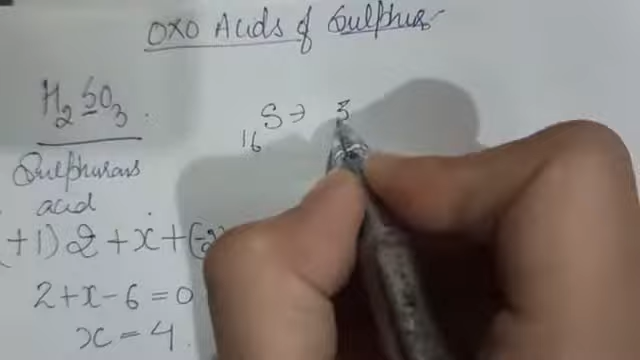 OXO Acids of Sulphur
H₂SO₃.
₁₆S → 3
Sulphurous
acid
(+1)2 + x + (-2)
2 + x - 6 = 0
x = 4.